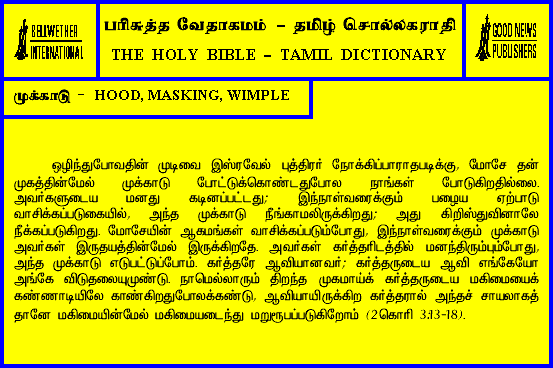 BELLWETHER
INTERNATIONAL
பரிசுத்த வேதாகமம் - தமிழ் சொல்லகராதி
THE HOLY BIBLE - TAMIL DICTIONARY
GOOD NEWS
PUBLISHERS
முக்காடு - HOOD, MASKING, WIMPLE
ஒழிந்துபோவதின் முடிவை இஸ்ரவேல் புத்திரர் நோக்கிப்பாராதபடிக்கு, மோசே தன்
முகத்தின்மேல் முக்காடு போட்டுக்கொண்டதுபோல நாங்கள் போடுகிறதில்லை.
அவர்களுடைய மனது கடினப்பட்டது; இந்நாள்வரைக்கும் பழைய ஏற்பாடு
வாசிக்கப்படுகையில், அந்த முக்காடு நீங்காமலிருக்கிறது; அது கிறிஸ்துவினாலே
நீக்கப்படுகிறது. மோசேயின் ஆகமங்கள் வாசிக்கப்படும்போது, இந்நாள்வரைக்கும் முக்காடு
அவர்கள் இருதயத்தின்மேல் இருக்கிறதே. அவர்கள் கர்த்தரிடத்தில் மனந்திரும்பும்போது,
அந்த முக்காடு எடுபட்டுப்போம். கர்த்தரே ஆவியானவர்; கர்த்தருடைய ஆவி எங்கேயோ
அங்கே விடுதலையுமுண்டு. நாமெல்லாரும் திறந்த முகமாய்க் கர்த்தருடைய மகிமையைக்
கண்ணாடியிலே காண்கிறதுபோலக்கண்டு, ஆவியாயிருக்கிற கர்த்தரால் அந்தச் சாயலாகத்
தானே மகிமையின்மேல் மகிமையடைந்து மறுரூபப்படுகிறோம் (2கொரி 3:13-18).